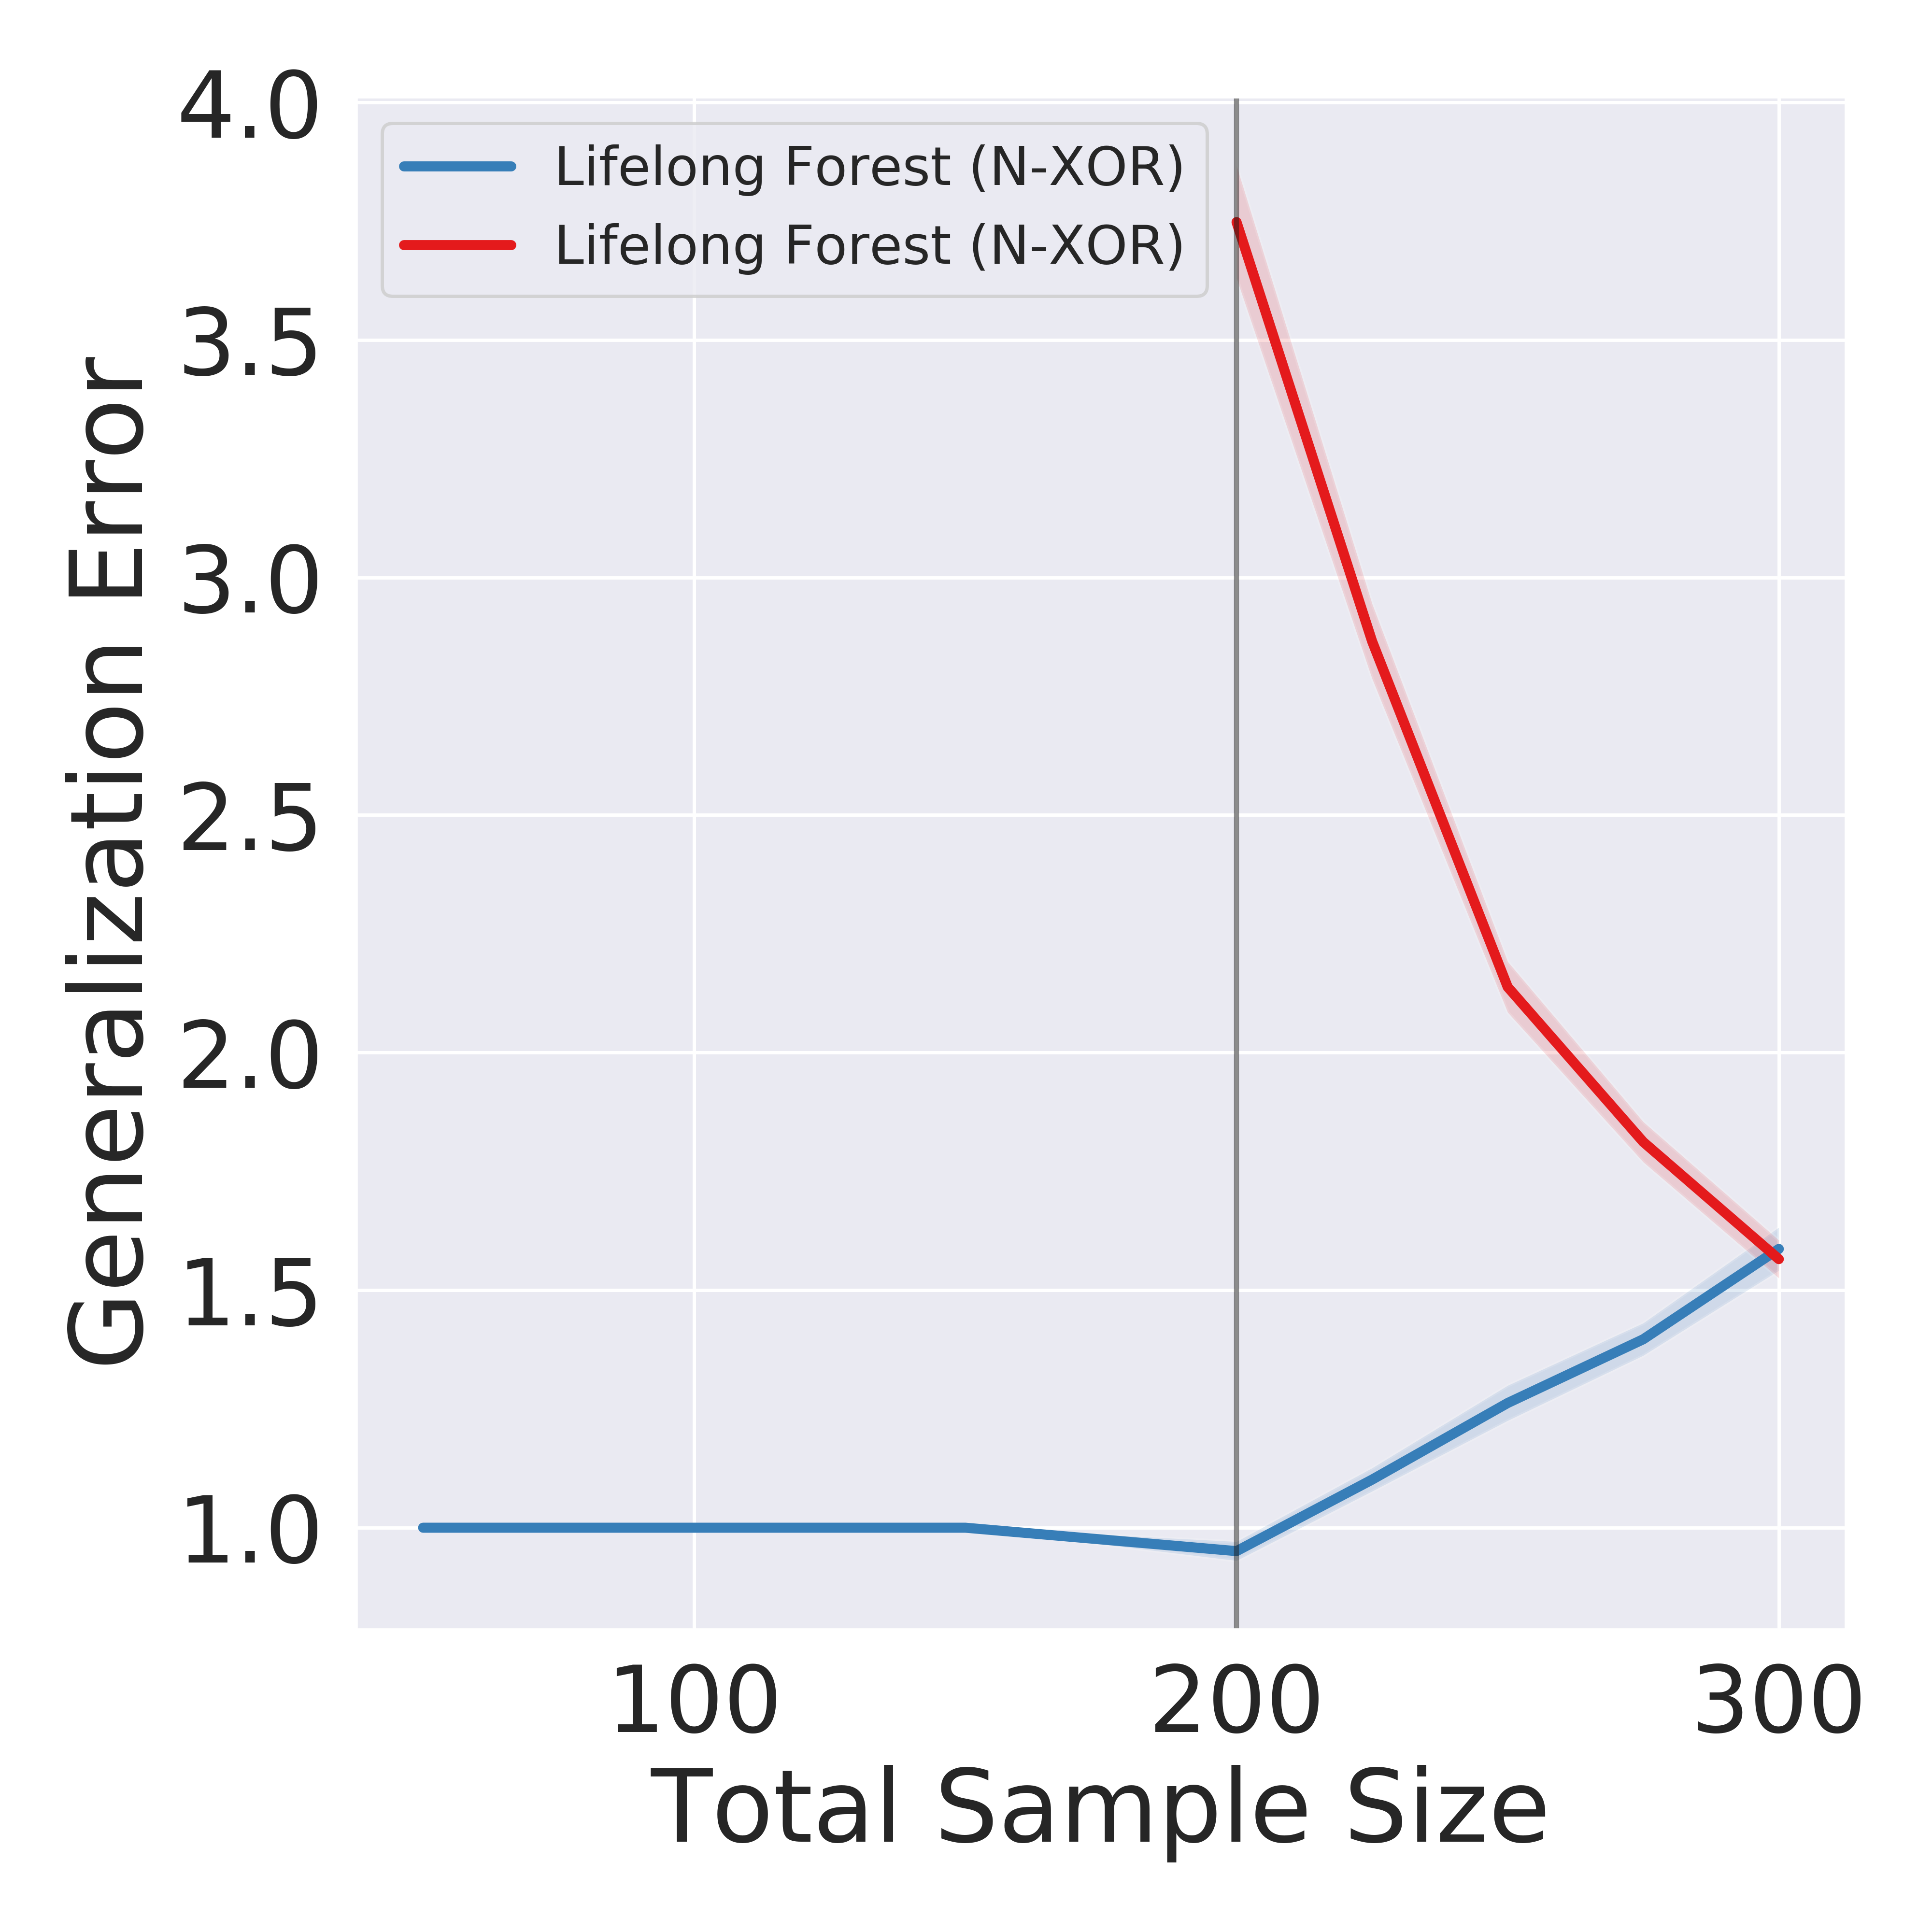 Generalization Error
4.0
3.5
3.0
2.5
2.0
1.5
1.0
Lifelong Forest (N-XOR)
Lifelong Forest (N-XOR)
100 200 300
Total Sample Size